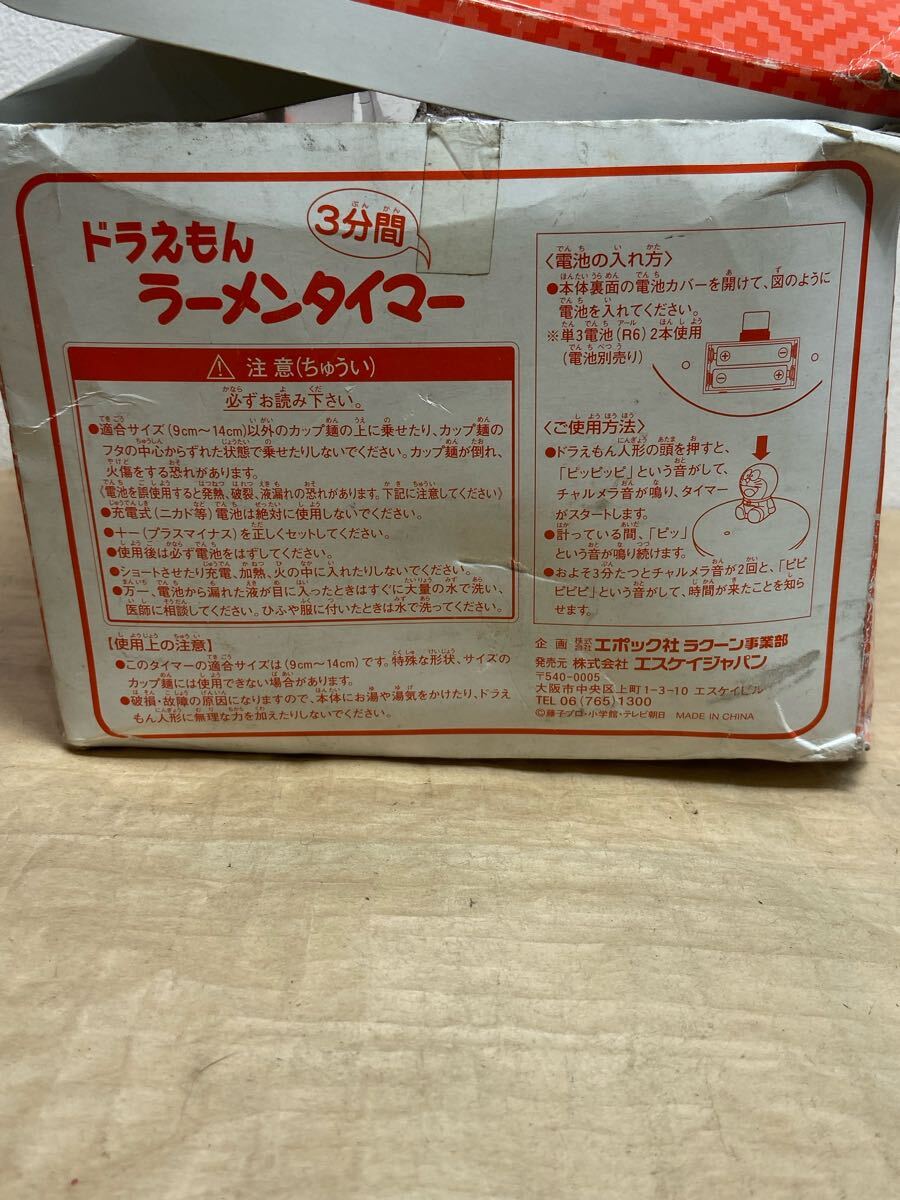 ドラえもん
3分間
ラーメンタイマー
⚠ 注意(ちゅうい)
必ずお読み下さい。
●適合サイズ(9cm〜14cm)以外のカップ麺の上に乗せたり、カップ麺の
フタの中心からずれた状態で乗せたりしないでください。カップ麺が倒れ、
火傷をする恐れがあります。
《電池を誤使用すると発熱、破裂、液漏れの恐れがあります。下記に注意してください》
●充電式(ニカド等)電池は絶対に使用しないでください。
●+−(プラスマイナス)を正しくセットしてください。
●使用後は必ず電池をはずしてください。
●ショートさせたり充電、加熱、火の中に入れたりしないでください。
●万一、電池から漏れた液が目に入ったときはすぐに大量の水で洗い、
医師に相談してください。ひふや服に付いたときは水で洗ってください。
【使用上の注意】
●このタイマーの適合サイズは(9cm〜14cm)です。特殊な形状、サイズの
カップ麺には使用できない場合があります。
●破損・故障の原因になりますので、本体にお湯や湯気をかけたり、ドラえ
もん人形に無理な力を加えたりしないでください。
〈電池の入れ方〉
●本体裏面の電池カバーを開けて、図のように
電池を入れてください。
※単3電池(R6)2本使用
(電池別売り)
〈ご使用方法〉
●ドラえもん人形の頭を押すと、
「ピッピッピ」という音がして、
チャルメラ音が鳴り、タイマー
がスタートします。
●計っている間、「ピッ」
という音が鳴り続けます。
●およそ3分たつとチャルメラ音が2回と、「ピピ
ピピピ」という音がして、時間が来たことを知ら
せます。
企 画 株式会社 エポック社 ラクーン事業部
発売元 株式会社 エスケイジャパン
〒540-0005
大阪市中央区上町1-3-10 エスケイビル
TEL 06(765)1300
©藤子プロ・小学館・テレビ朝日 MADE IN CHINA